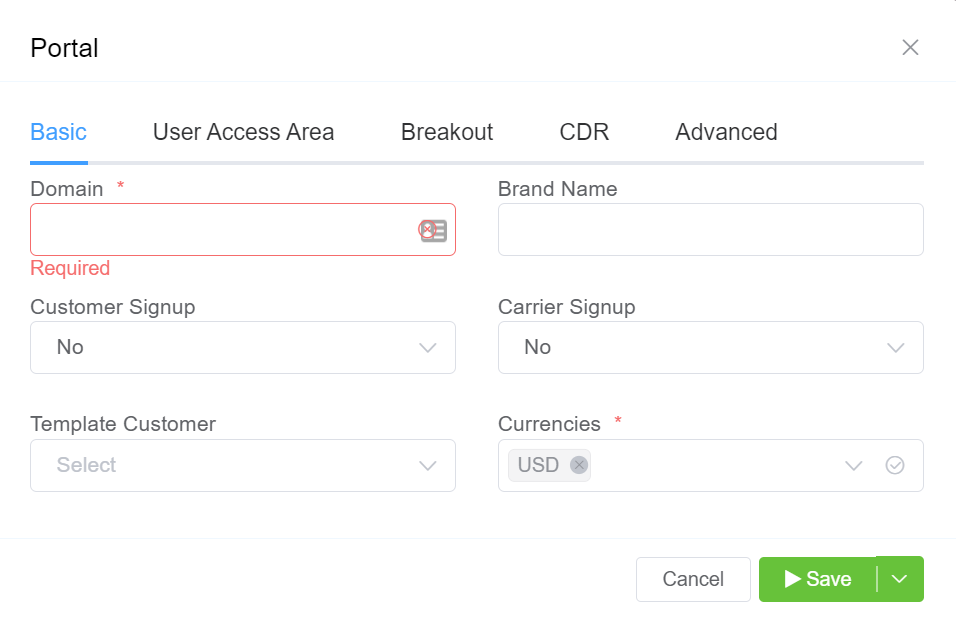 Portal
Basic User Access Area Breakout CDR Advanced
Domain * Brand Name
Required
Customer Signup Carrier Signup
No No
Template Customer Currencies *
Select USD
Cancel Save